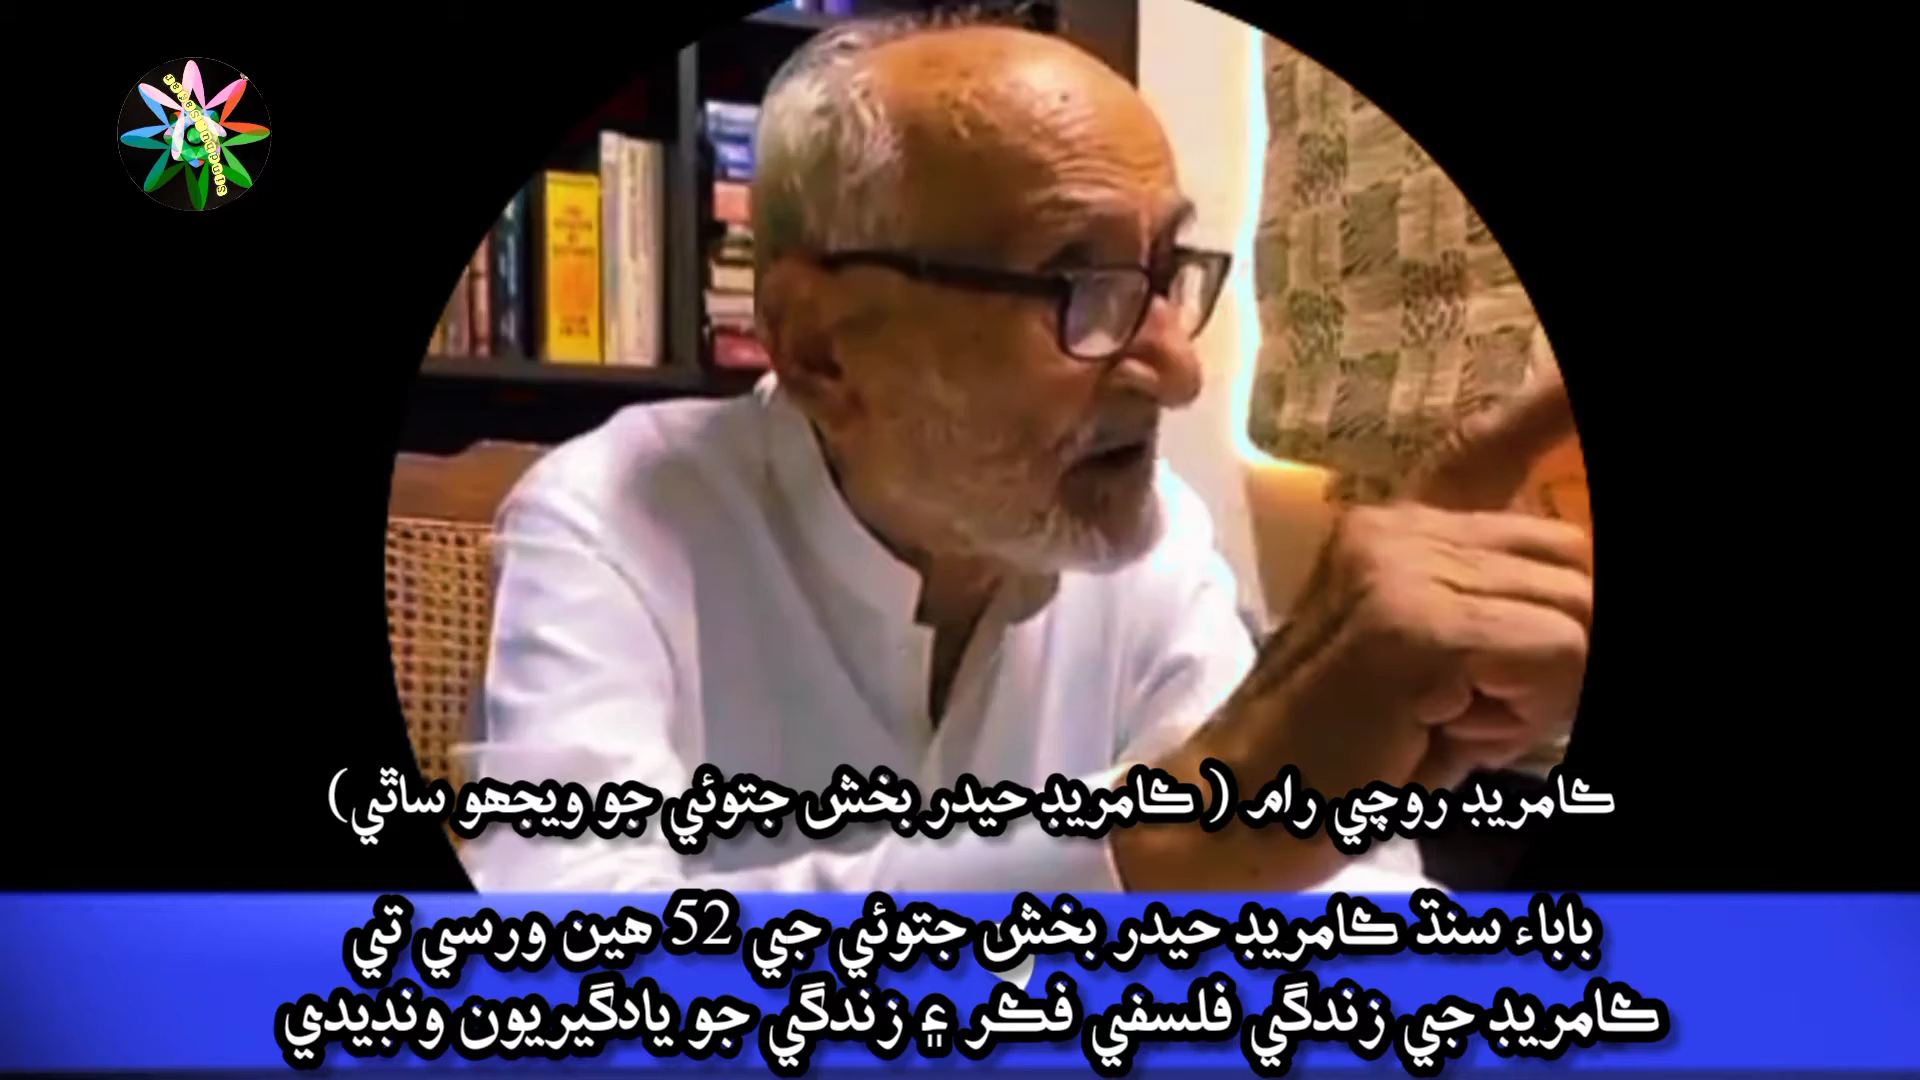 ڪامريڊ روچي رام ( ڪامريڊ حيدر بخش جتوئي جو ويجهو ساٿي)
باباء سنڌ ڪامريڊ حيدر بخش جتوئي جي 52 هين ورسي تي
ڪامريڊ جي زندگي فلسفي فڪر ۽ زندگي جو يادگيريون ونڊيندي